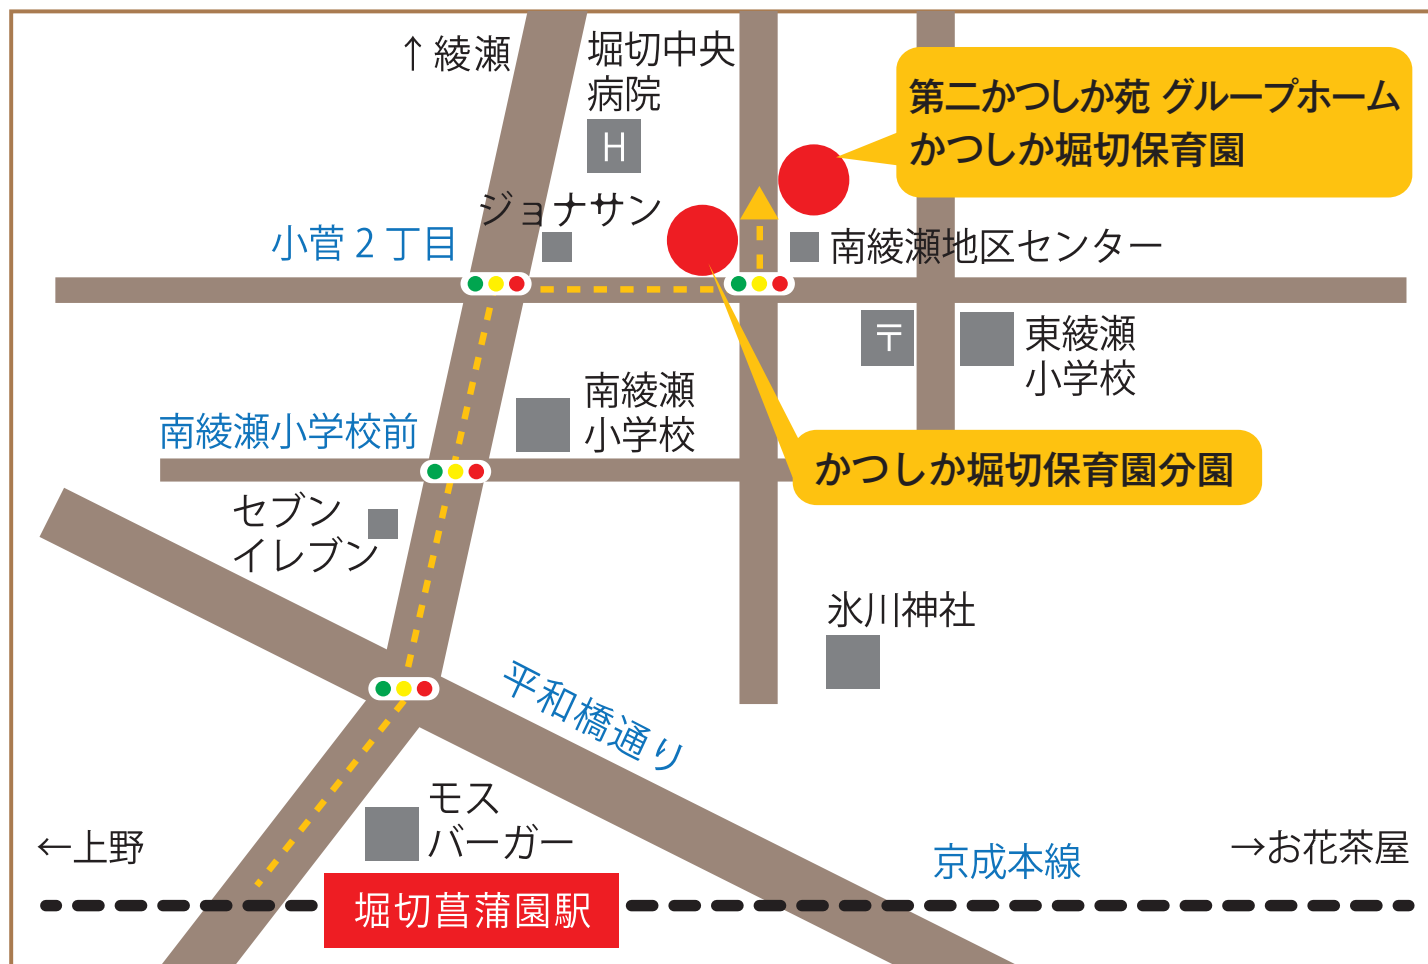 ↑綾瀬
堀切中央
病院
H
第二かつしか苑 グループホーム
かつしか堀切保育園
ジョナサン
小菅2丁目
南綾瀬地区センター
〒
東綾瀬
小学校
南綾瀬
小学校
南綾瀬小学校前
かつしか堀切保育園分園
セブン
イレブン
氷川神社
平和橋通り
モス
バーガー
←上野
京成本線
→お花茶屋
堀切菖蒲園駅